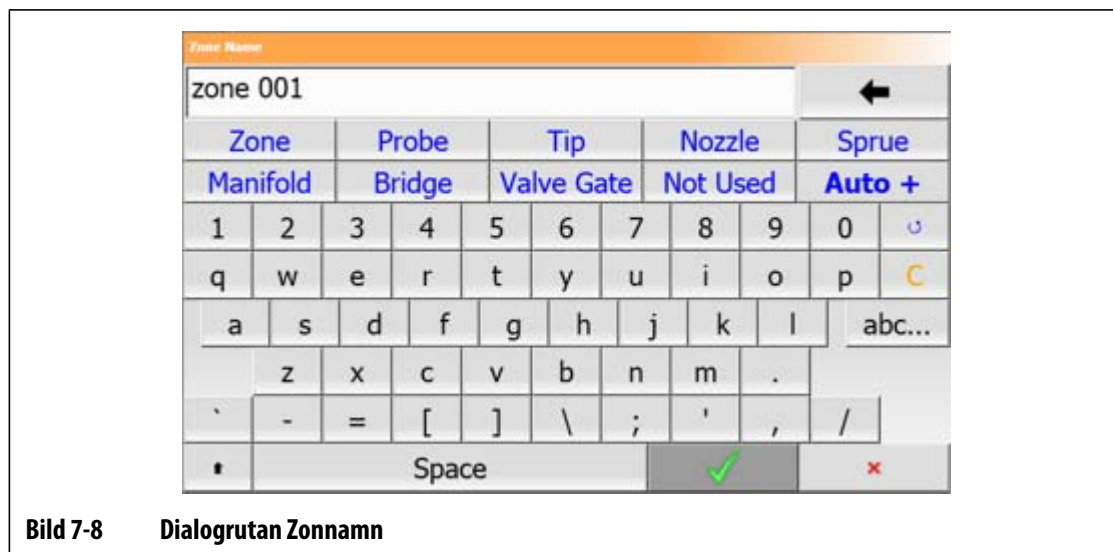 Zone Name
zone 001
Zone Probe Tip Nozzle Sprue
Manifold Bridge Valve Gate Not Used Auto +
1 2 3 4 5 6 7 8 9 0
q w e r t y u i o p C
a s d f g h j k l abc...
z x c v b n m .
` - = [ ] \ ; ' , /
Space
Bild 7-8 Dialogrutan Zonnamn